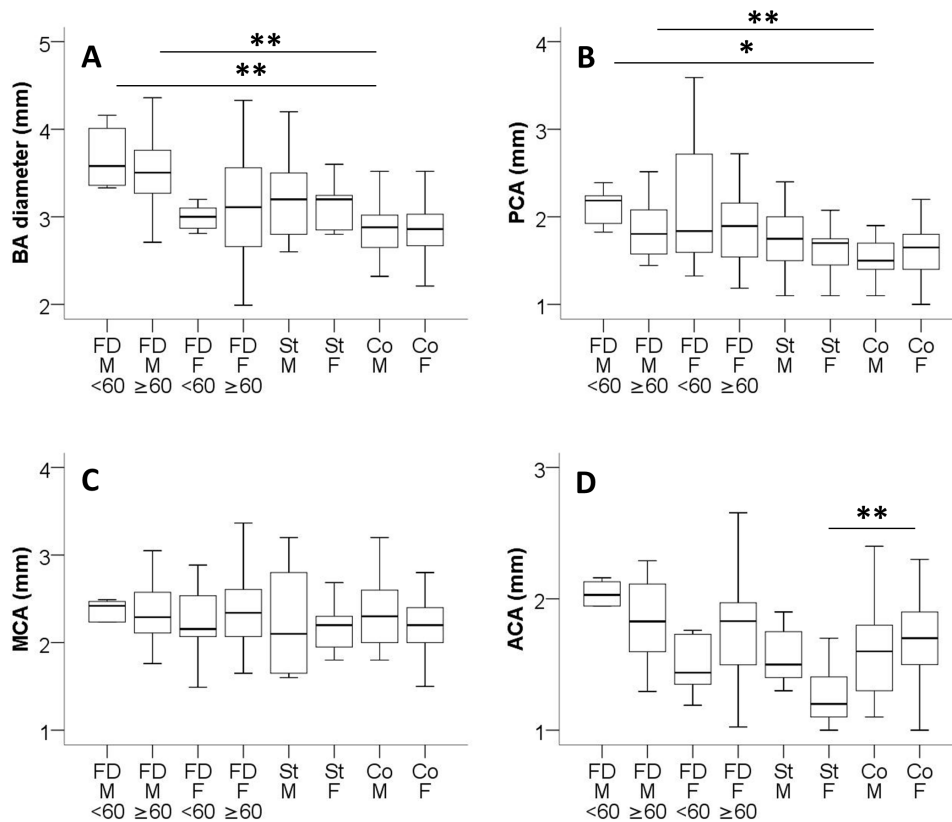 A
**
**
BA diameter (mm)
5
4
3
2
FD FD FD FD St St Co Co
M M F F M F M F
<60 ≥60 <60 ≥60
B
**
*
PCA (mm)
4
3
2
1
FD FD FD FD St St Co Co
M M F F M F M F
<60 ≥60 <60 ≥60
C
MCA (mm)
4
3
2
1
FD FD FD FD St St Co Co
M M F F M F M F
<60 ≥60 <60 ≥60
D
**
ACA (mm)
3
2
1
FD FD FD FD St St Co Co
M M F F M F M F
<60 ≥60 <60 ≥60